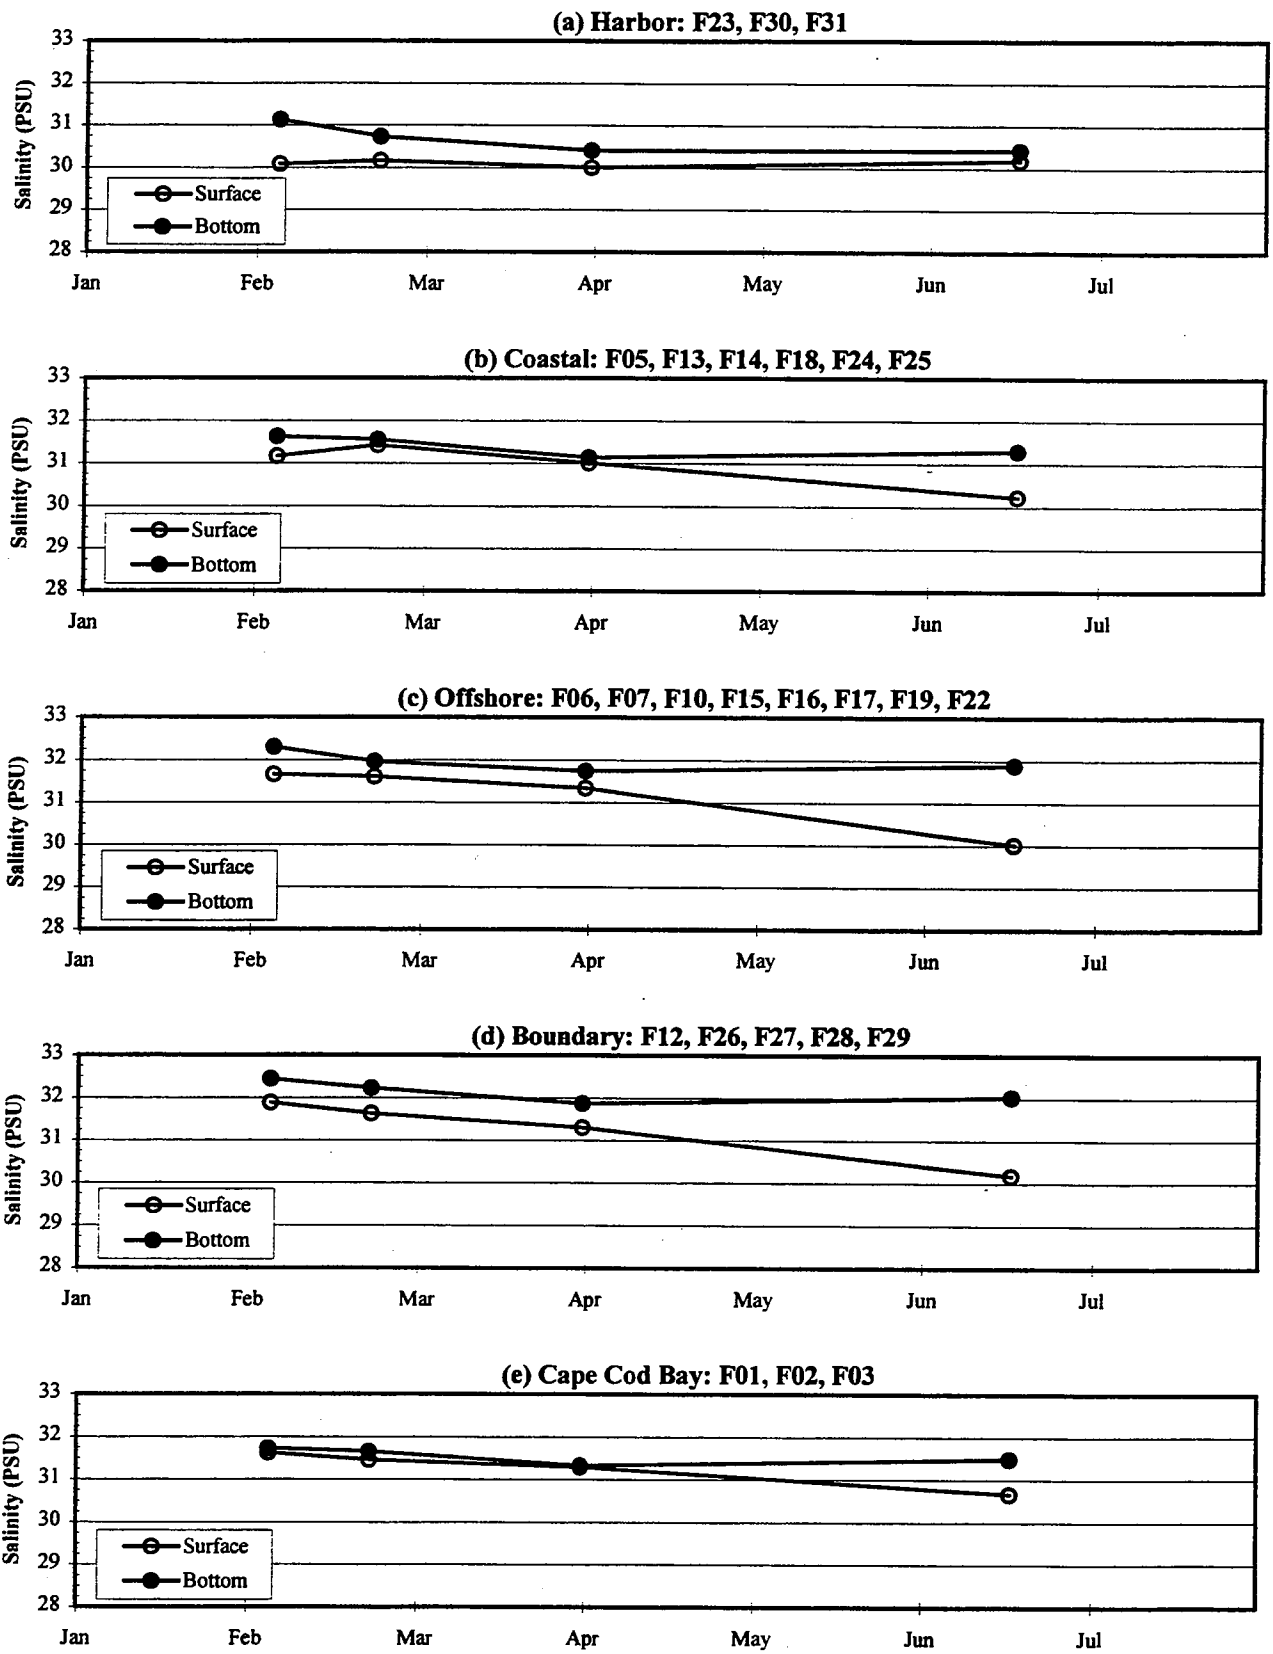 (a) Harbor: F23, F30, F31
33
32
31
30
29
28
Salinity (PSU)
Surface
Bottom
Jan Feb Mar Apr May Jun Jul
(b) Coastal: F05, F13, F14, F18, F24, F25
33
32
31
30
29
28
Salinity (PSU)
Surface
Bottom
Jan Feb Mar Apr May Jun Jul
(c) Offshore: F06, F07, F10, F15, F16, F17, F19, F22
33
32
31
30
29
28
Salinity (PSU)
Surface
Bottom
Jan Feb Mar Apr May Jun Jul
(d) Boundary: F12, F26, F27, F28, F29
33
32
31
30
29
28
Salinity (PSU)
Surface
Bottom
Jan Feb Mar Apr May Jun Jul
(e) Cape Cod Bay: F01, F02, F03
33
32
31
30
29
28
Salinity (PSU)
Surface
Bottom
Jan Feb Mar Apr May Jun Jul